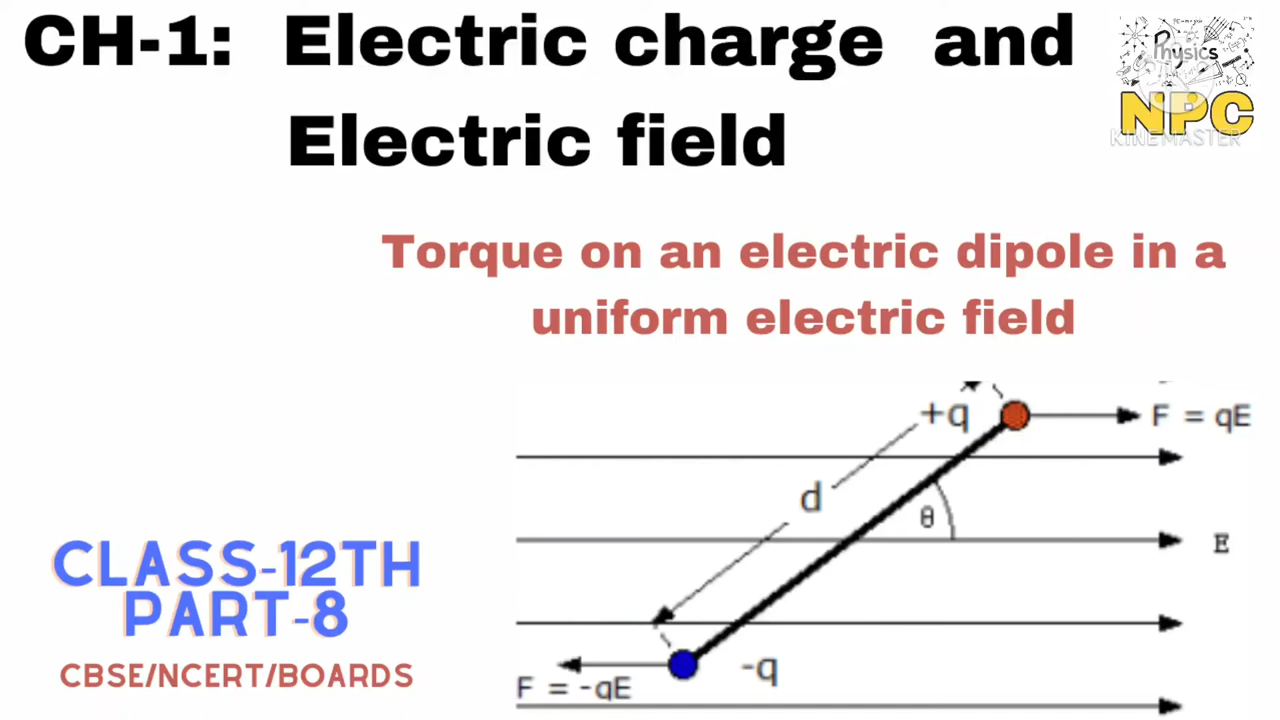 CH-1: Electric charge and
Electric field
Physics
NPC
KINEMASTER
Torque on an electric dipole in a
uniform electric field
+q
F = qE
d
θ
E
-q
F = -qE
CLASS-12TH
PART-8
CBSE/NCERT/BOARDS